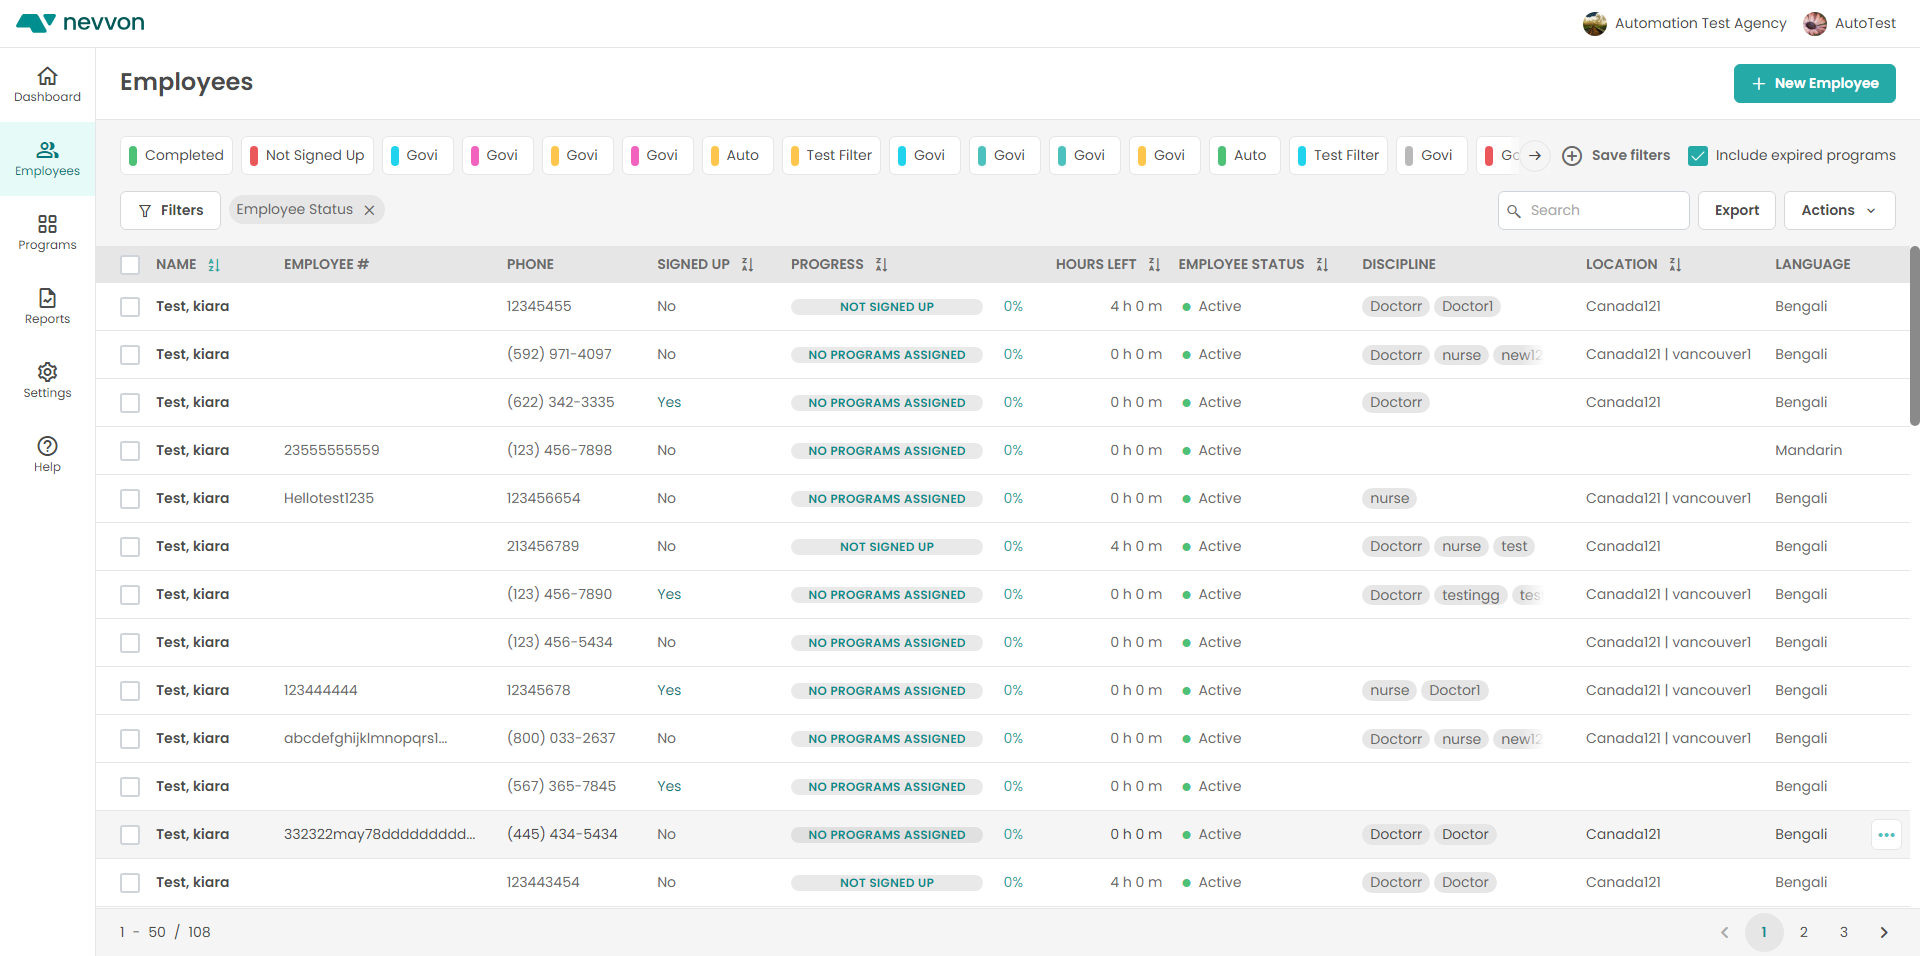 nevvon
Automation Test Agency AutoTest
Dashboard
Employees
Programs
Reports
Settings
Help
Employees
+ New Employee
Completed Not Signed Up Govi Govi Govi Govi Auto Test Filter Govi Govi Govi Govi Auto Test Filter Govi Save filters Include expired programs
Filters Employee Status Search Export Actions
NAME EMPLOYEE # PHONE SIGNED UP PROGRESS HOURS LEFT EMPLOYEE STATUS DISCIPLINE LOCATION LANGUAGE
Test, kiara 12345455 No NOT SIGNED UP 0% 4 h 0 m Active Doctorr Doctor1 Canada121 Bengali
Test, kiara (592) 971-4097 No NO PROGRAMS ASSIGNED 0% 0 h 0 m Active Doctorr nurse new12 Canada121 | vancouver1 Bengali
Test, kiara (622) 342-3335 Yes NO PROGRAMS ASSIGNED 0% 0 h 0 m Active Doctorr Canada121 Bengali
Test, kiara 23555555559 (123) 456-7898 No NO PROGRAMS ASSIGNED 0% 0 h 0 m Active Mandarin
Test, kiara Hellotest1235 123456654 No NO PROGRAMS ASSIGNED 0% 0 h 0 m Active nurse Canada121 | vancouver1 Bengali
Test, kiara 213456789 No NOT SIGNED UP 0% 4 h 0 m Active Doctorr nurse test Canada121 Bengali
Test, kiara (123) 456-7890 Yes NO PROGRAMS ASSIGNED 0% 0 h 0 m Active Doctorr testingg tes Canada121 | vancouver1 Bengali
Test, kiara (123) 456-5434 No NO PROGRAMS ASSIGNED 0% 0 h 0 m Active Canada121 | vancouver1 Bengali
Test, kiara 123444444 12345678 Yes NO PROGRAMS ASSIGNED 0% 0 h 0 m Active nurse Doctor1 Canada121 | vancouver1 Bengali
Test, kiara abcdefghijklmnopqrs1... (800) 033-2637 No NO PROGRAMS ASSIGNED 0% 0 h 0 m Active Doctorr nurse new12 Canada121 | vancouver1 Bengali
Test, kiara (567) 365-7845 Yes NO PROGRAMS ASSIGNED 0% 0 h 0 m Active Bengali
Test, kiara 332322may78dddddddddd... (445) 434-5434 No NO PROGRAMS ASSIGNED 0% 0 h 0 m Active Doctorr Doctor Canada121 Bengali
Test, kiara 123443454 No NOT SIGNED UP 0% 4 h 0 m Active Doctorr Doctor Canada121 Bengali
1 - 50 / 108 1 2 3